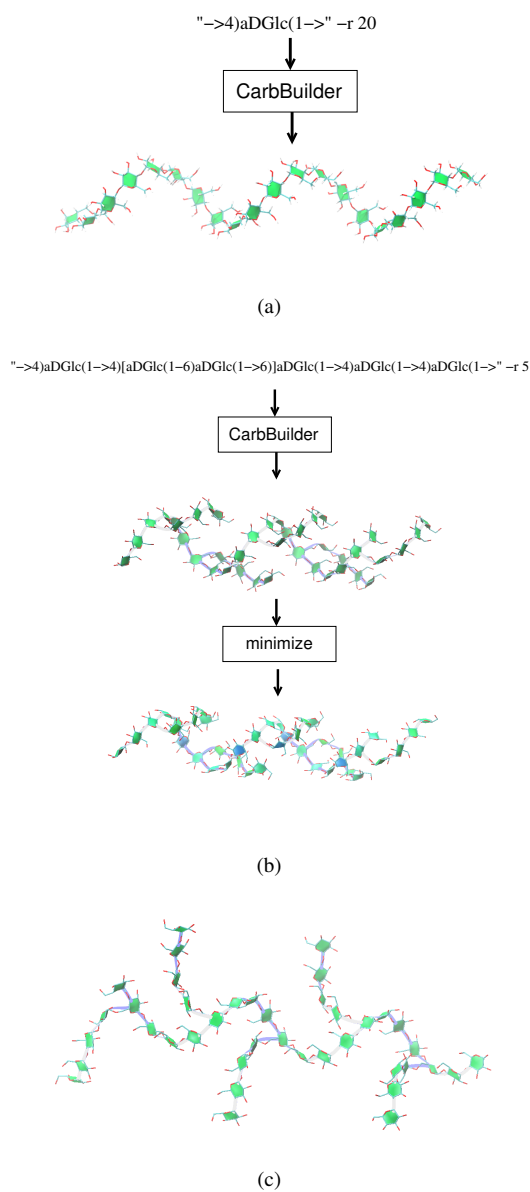 "−>4)aDGlc(1−>" −r 20
CarbBuilder
(a)
"−>4)aDGlc(1−>4)[aDGlc(1−6)aDGlc(1−>6)]aDGlc(1−>4)aDGlc(1−>4)aDGlc(1−>" −r 5
CarbBuilder
minimize
(b)
(c)